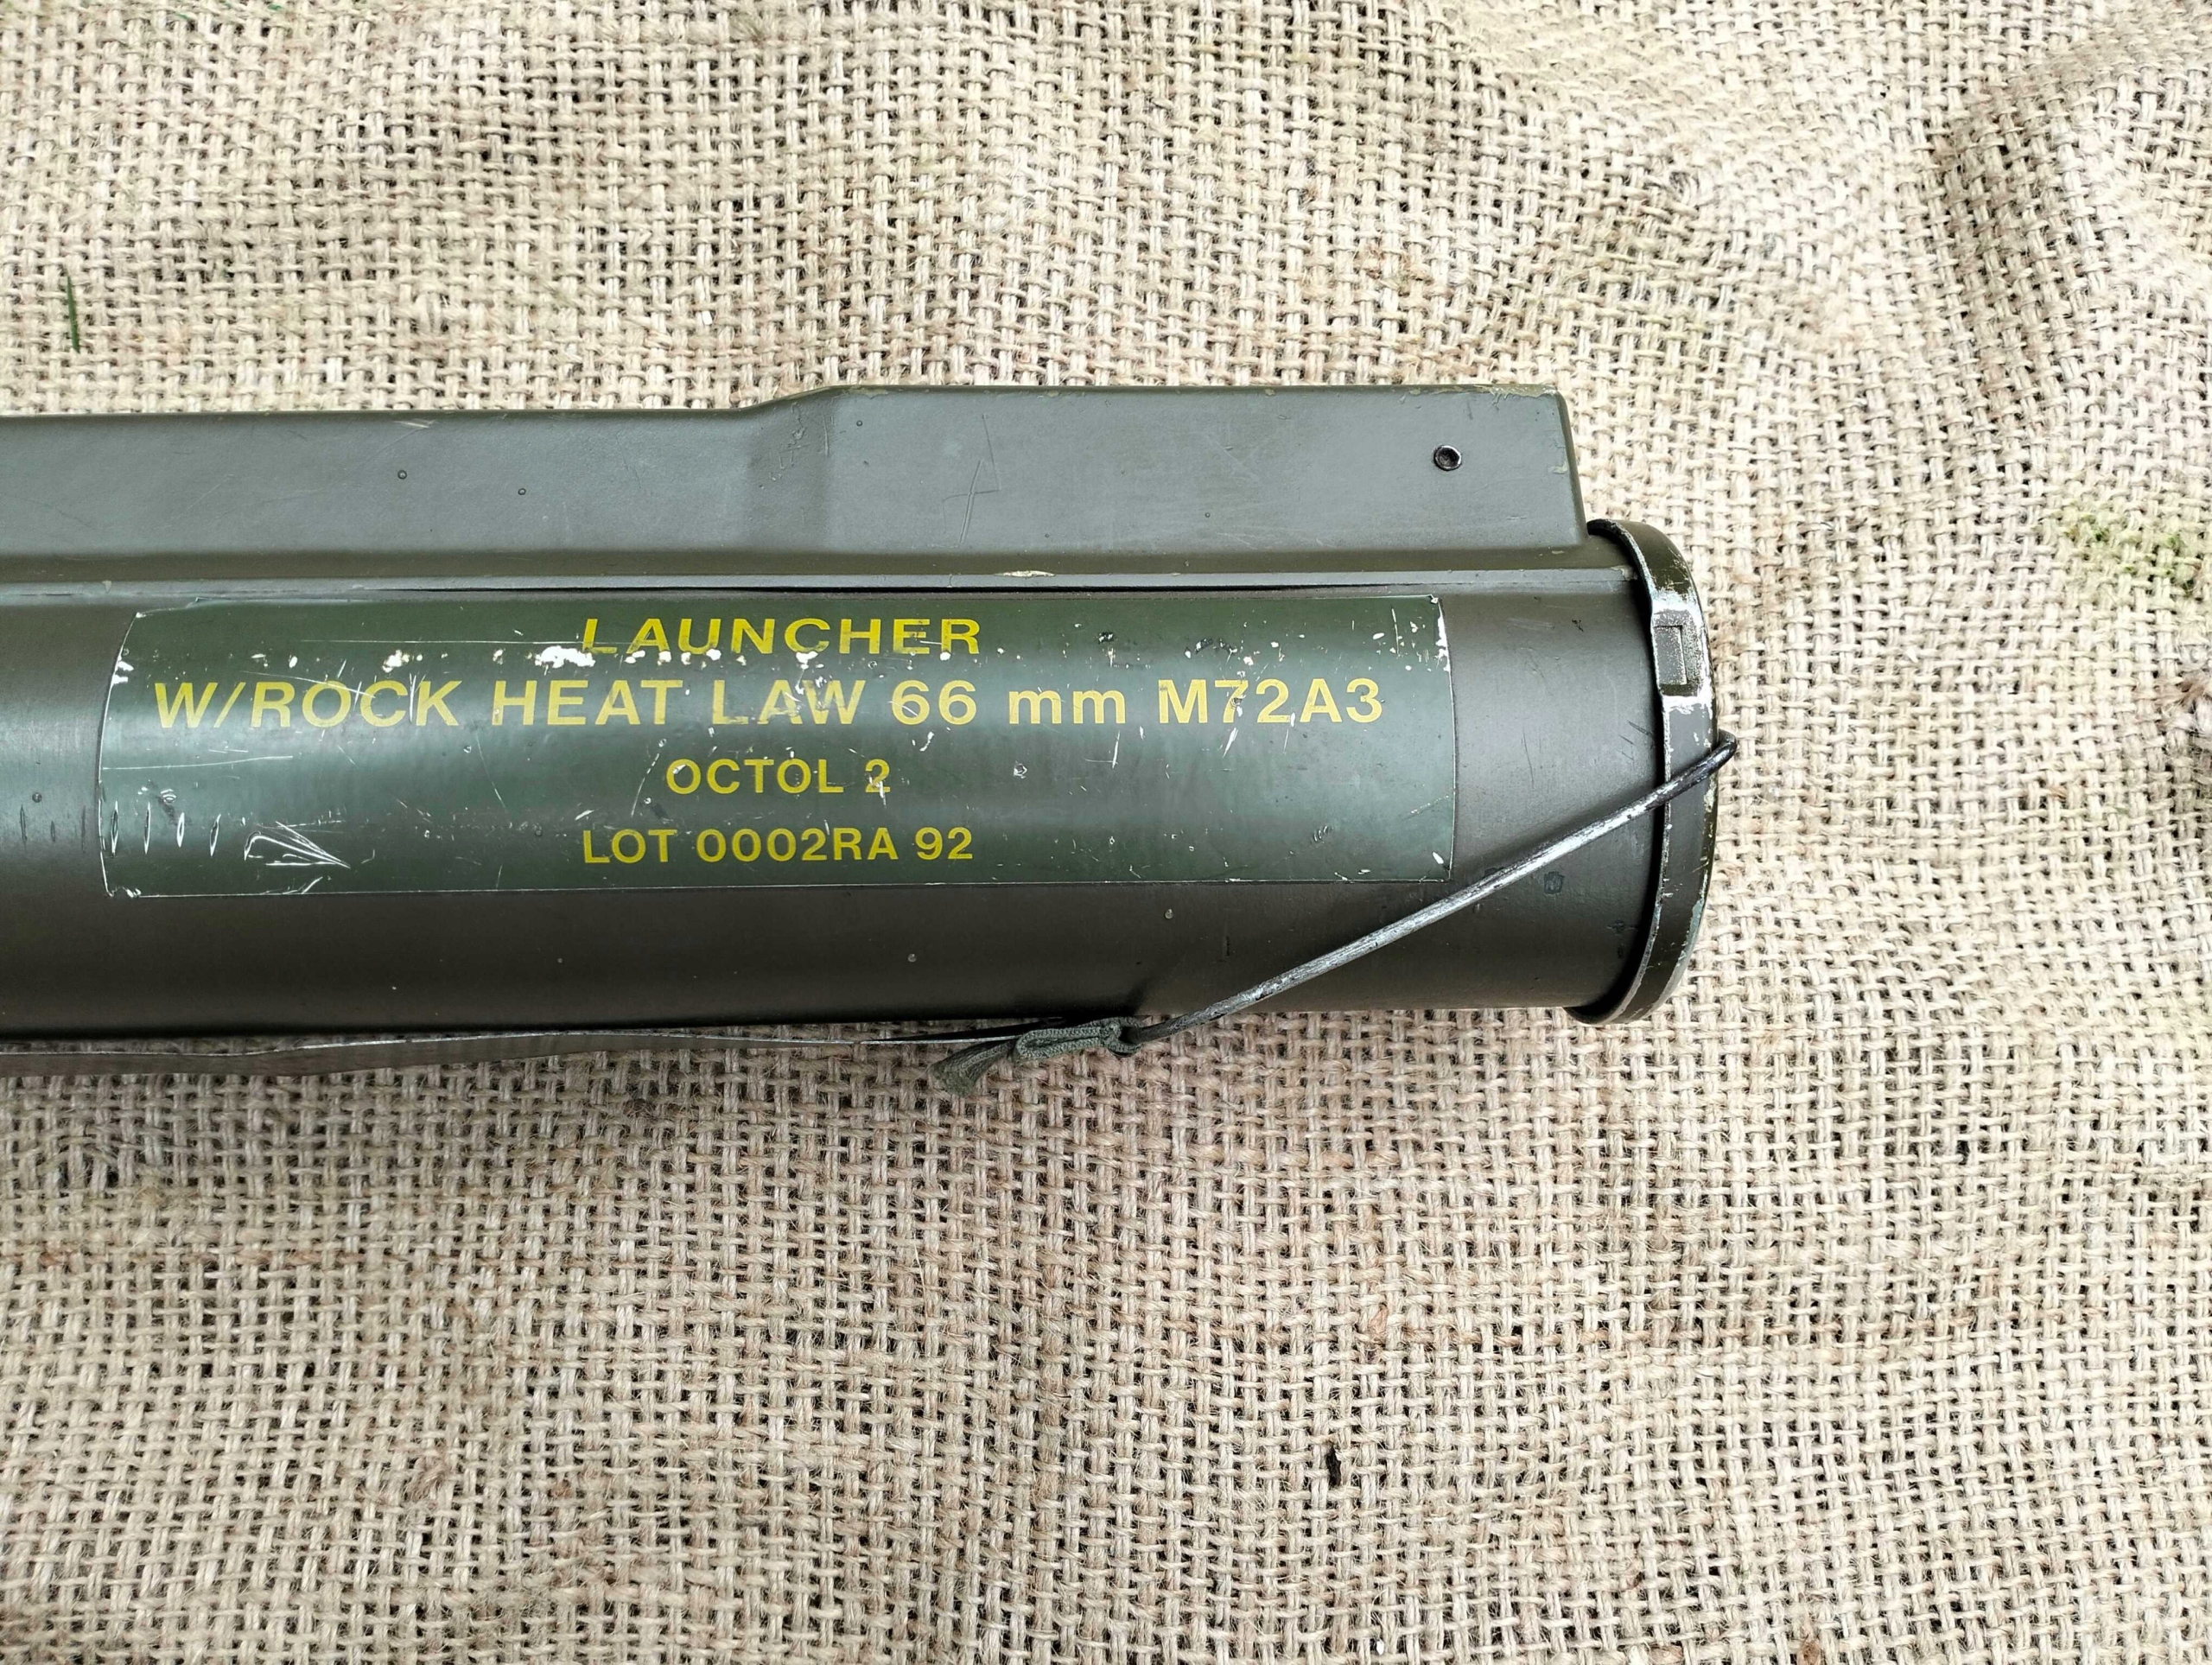 LAUNCHER
W/ROCK HEAT LAW 66 mm M72A3
OCTOL 2
LOT 0002RA 92